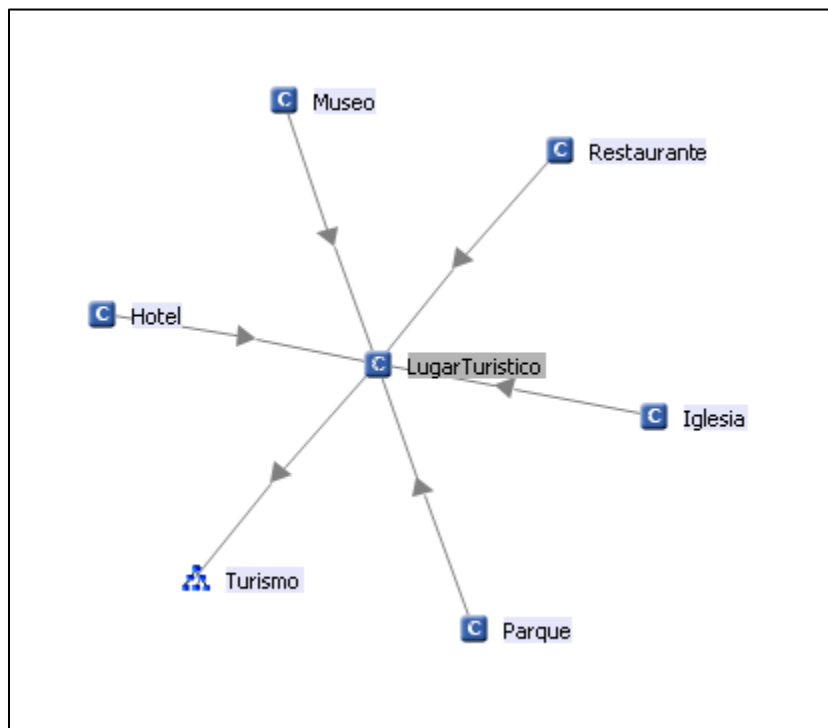 Museo
Restaurante
Hotel
LugarTuristico
Iglesia
Turismo
Parque